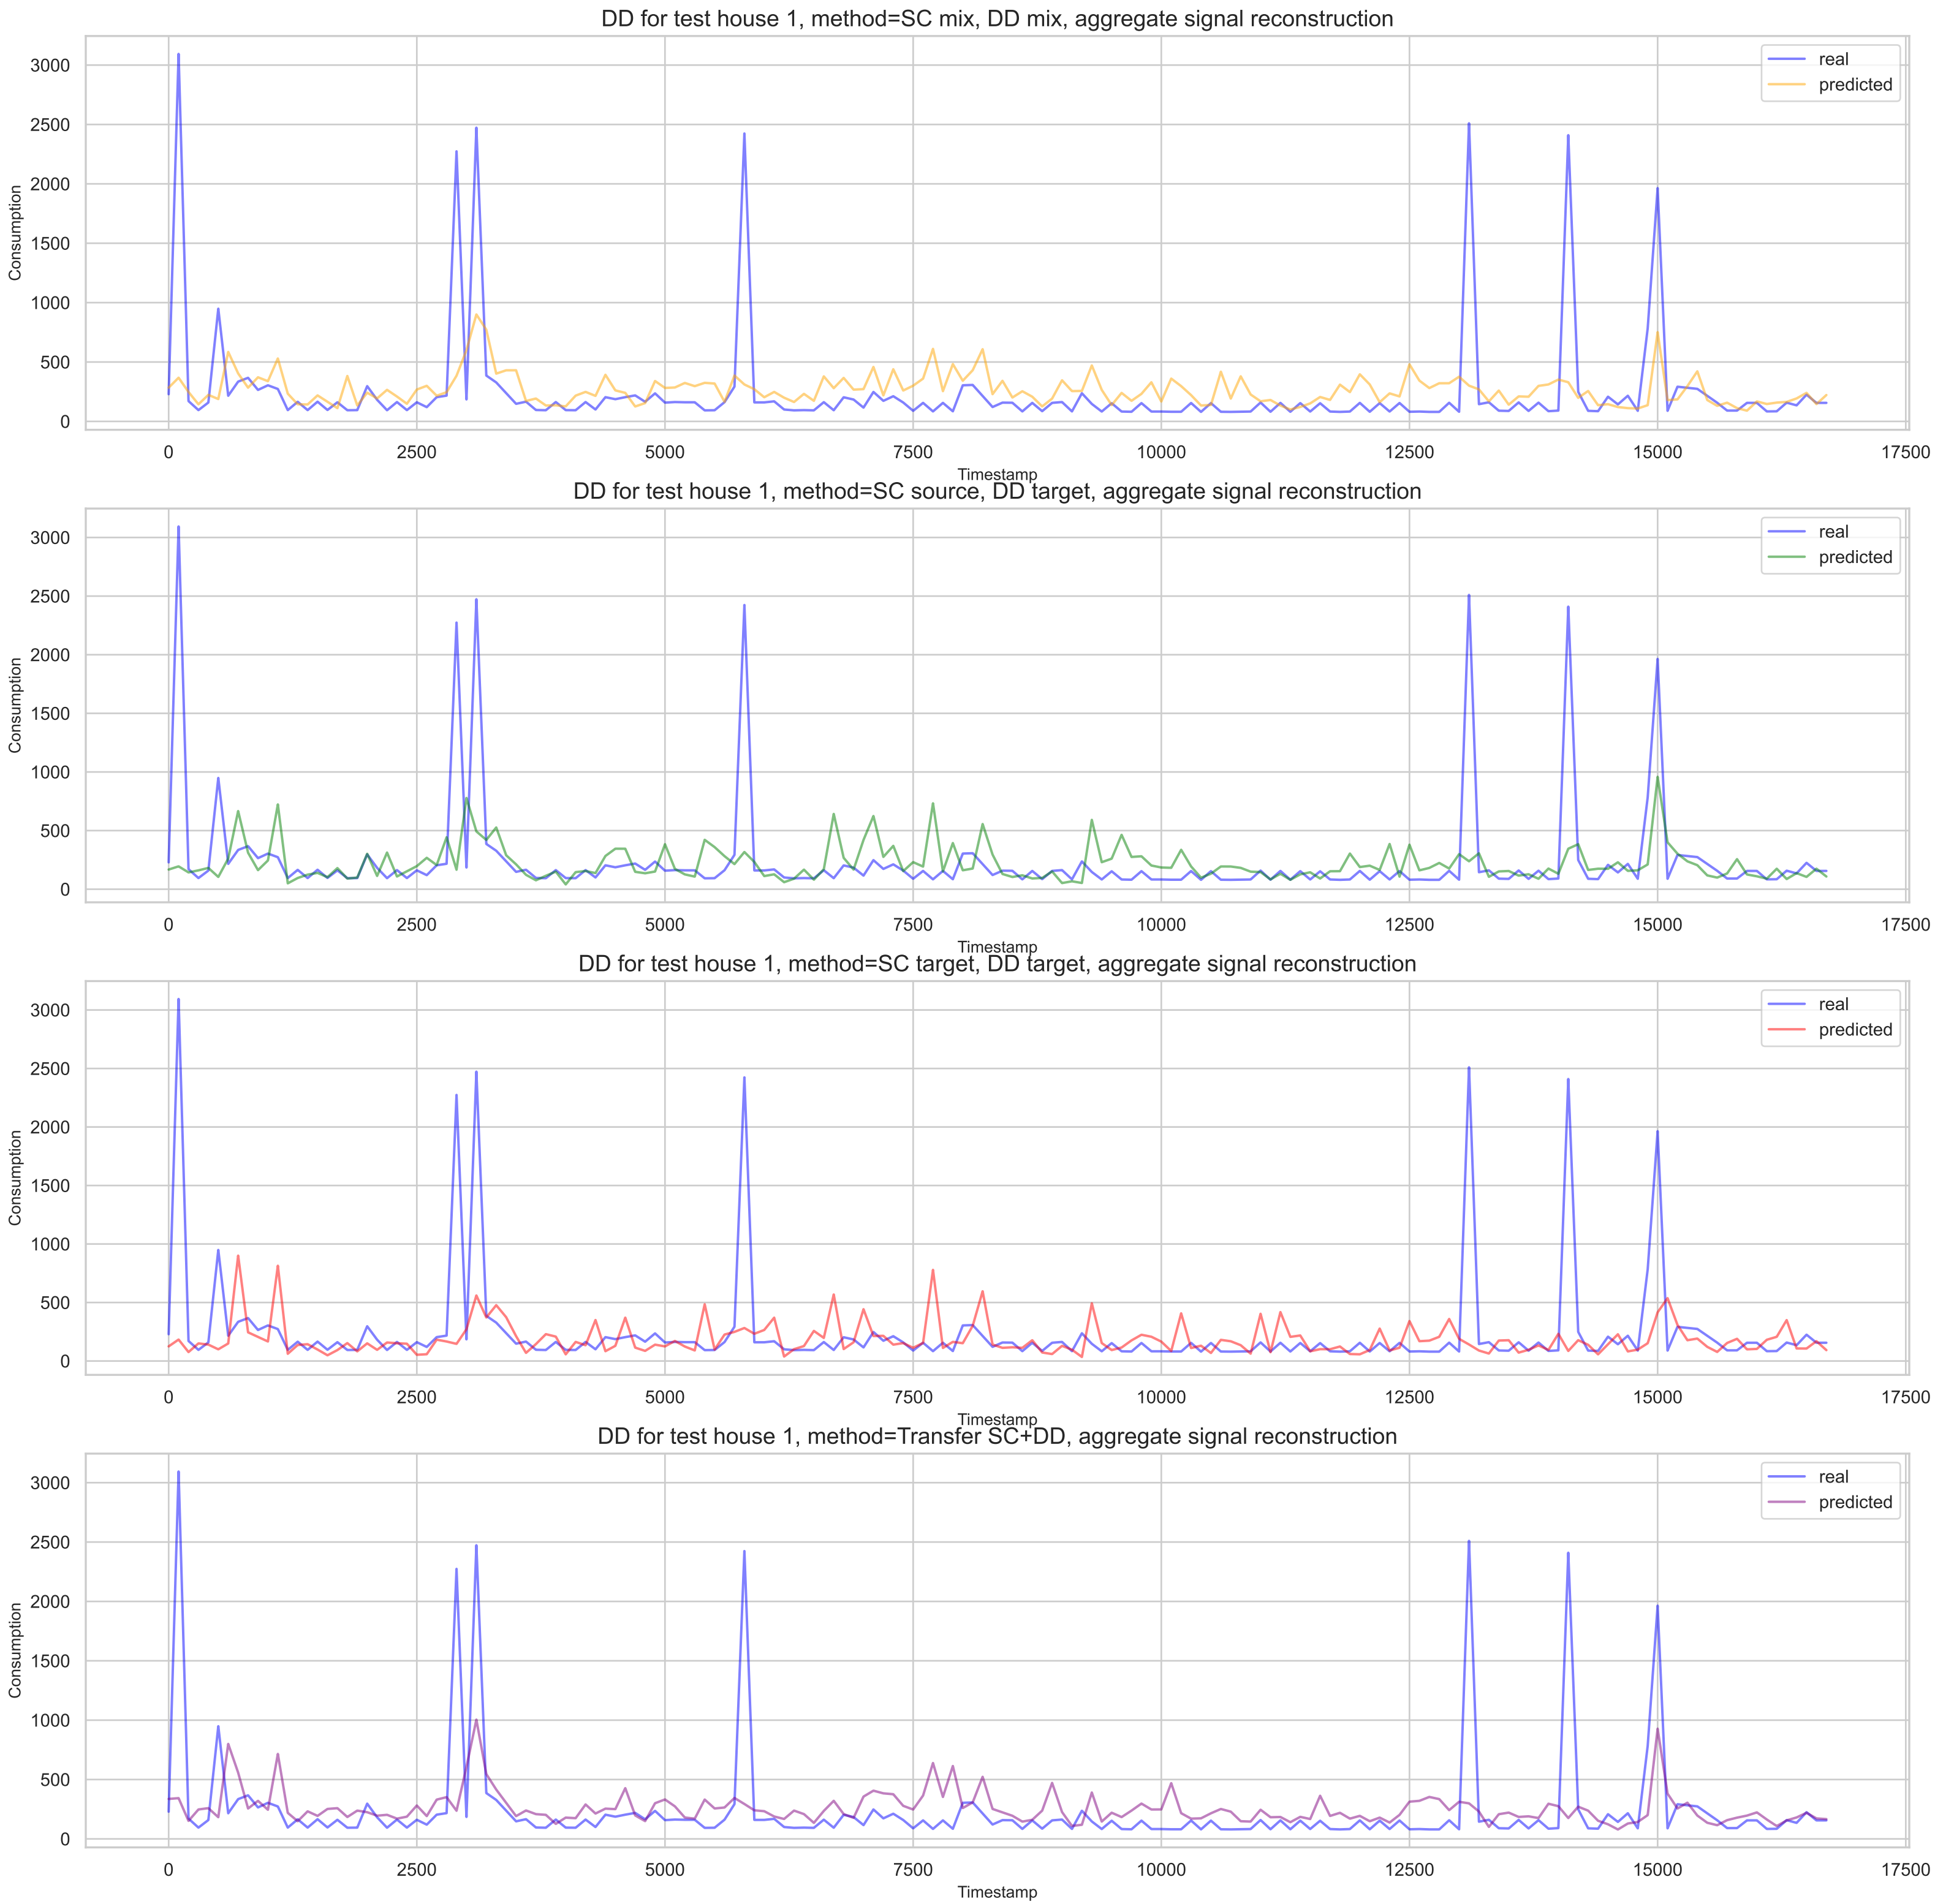 DD for test house 1, method=SC mix, DD mix, aggregate signal reconstruction
real
predicted
Consumption
3000
2500
2000
1500
1000
500
0
0 2500 5000 7500 10000 12500 15000 17500
Timestamp
DD for test house 1, method=SC source, DD target, aggregate signal reconstruction
real
predicted
Consumption
3000
2500
2000
1500
1000
500
0
0 2500 5000 7500 10000 12500 15000 17500
Timestamp
DD for test house 1, method=SC target, DD target, aggregate signal reconstruction
real
predicted
Consumption
3000
2500
2000
1500
1000
500
0
0 2500 5000 7500 10000 12500 15000 17500
Timestamp
DD for test house 1, method=Transfer SC+DD, aggregate signal reconstruction
real
predicted
Consumption
3000
2500
2000
1500
1000
500
0
0 2500 5000 7500 10000 12500 15000 17500
Timestamp